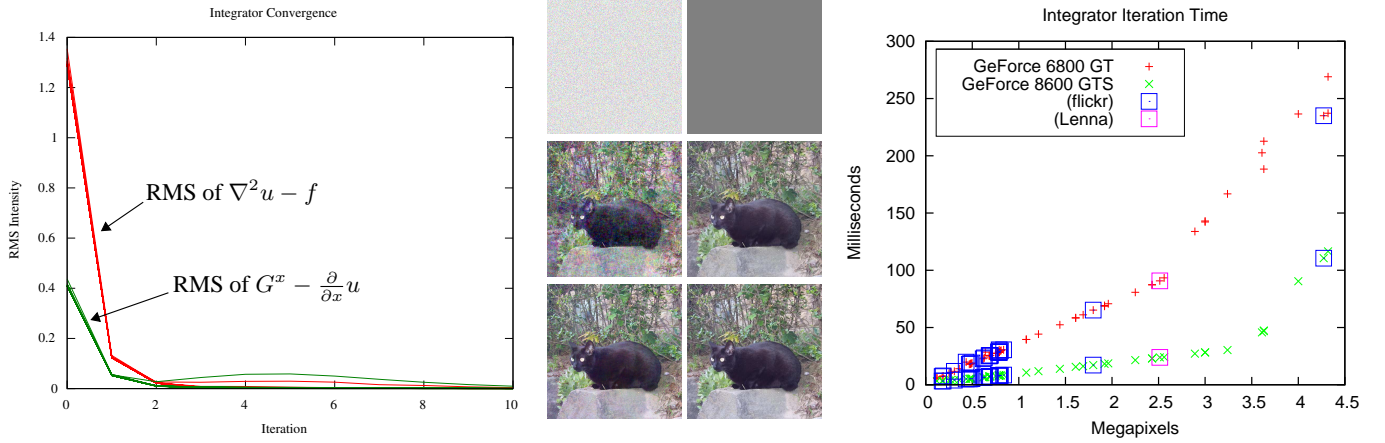 Integrator Convergence
RMS Intensity
1.4
1.2
1
0.8
0.6
0.4
0.2
0
RMS of ∇²u − f
RMS of Gˣ − ∂/∂x u
0 2 4 6 8 10
Iteration
Integrator Iteration Time
Milliseconds
300
250
200
150
100
50
0
GeForce 6800 GT
GeForce 8600 GTS
(flickr)
(Lenna)
0 0.5 1 1.5 2 2.5 3 3.5 4 4.5
Megapixels